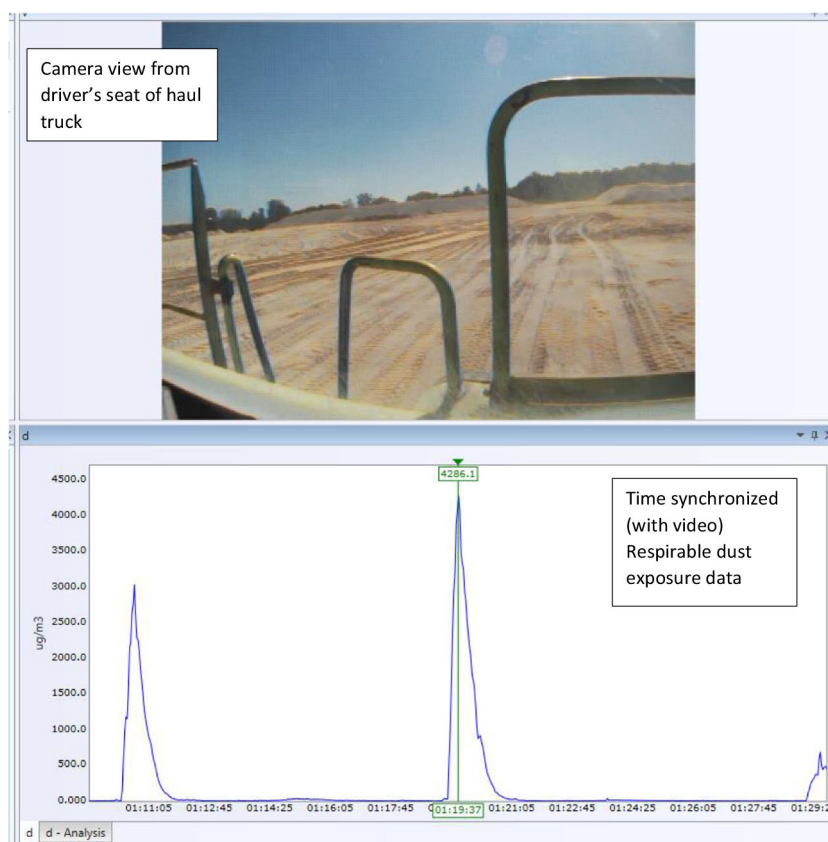 Camera view from
driver's seat of haul
truck
d
4286.1
Time synchronized
(with video)
Respirable dust
exposure data
4500.0
4000.0
3500.0
3000.0
2500.0
2000.0
1500.0
1000.0
500.0
0.000
ug/m3
01:11:05 01:12:45 01:14:25 01:16:05 01:17:45 01:19:37 01:21:05 01:22:45 01:24:25 01:26:05 01:27:45 01:29:2
d d - Analysis